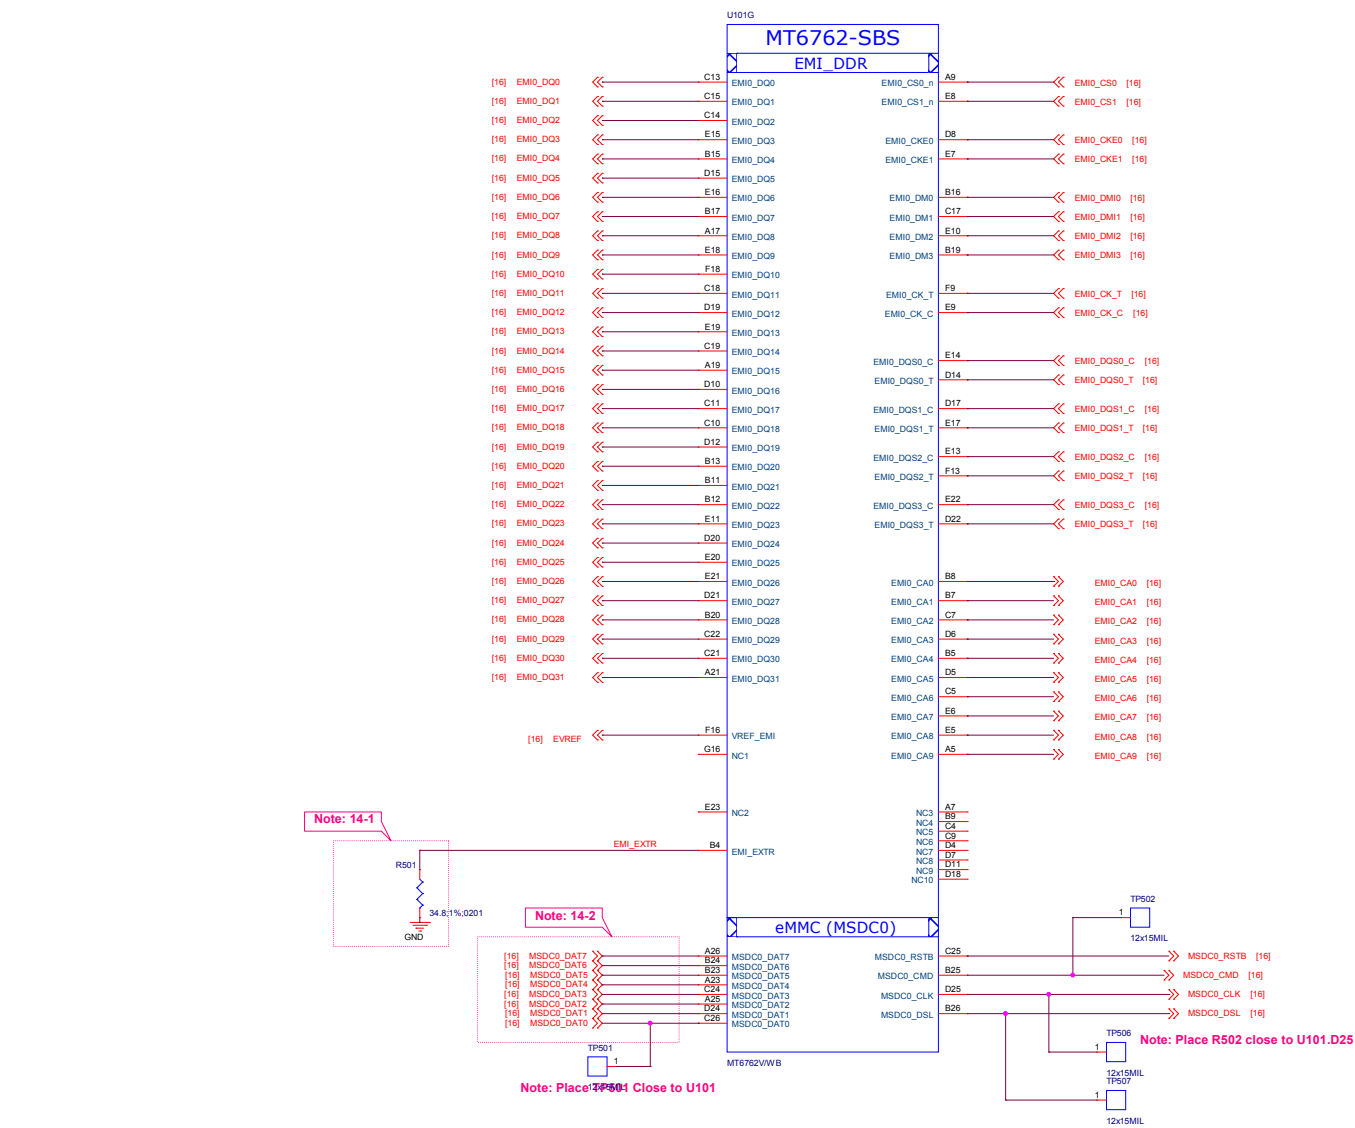 U101G
MT6762-SBS
EMI_DDR
[16] EMI0_DQ0 C13 EMI0_DQ0 EMI0_CS0_n A9 EMI0_CS0 [16]
[16] EMI0_DQ1 C15 EMI0_DQ1 EMI0_CS1_n E8 EMI0_CS1 [16]
[16] EMI0_DQ2 C14 EMI0_DQ2
[16] EMI0_DQ3 E15 EMI0_DQ3 EMI0_CKE0 D8 EMI0_CKE0 [16]
[16] EMI0_DQ4 B15 EMI0_DQ4 EMI0_CKE1 E7 EMI0_CKE1 [16]
[16] EMI0_DQ5 D15 EMI0_DQ5
[16] EMI0_DQ6 E16 EMI0_DQ6 EMI0_DM0 B16 EMI0_DMI0 [16]
[16] EMI0_DQ7 B17 EMI0_DQ7 EMI0_DM1 C17 EMI0_DMI1 [16]
[16] EMI0_DQ8 A17 EMI0_DQ8 EMI0_DM2 E10 EMI0_DMI2 [16]
[16] EMI0_DQ9 E18 EMI0_DQ9 EMI0_DM3 B19 EMI0_DMI3 [16]
[16] EMI0_DQ10 F18 EMI0_DQ10
[16] EMI0_DQ11 C18 EMI0_DQ11 EMI0_CK_T F9 EMI0_CK_T [16]
[16] EMI0_DQ12 D19 EMI0_DQ12 EMI0_CK_C E9 EMI0_CK_C [16]
[16] EMI0_DQ13 E19 EMI0_DQ13
[16] EMI0_DQ14 C19 EMI0_DQ14 EMI0_DQS0_C E14 EMI0_DQS0_C [16]
[16] EMI0_DQ15 A19 EMI0_DQ15 EMI0_DQS0_T D14 EMI0_DQS0_T [16]
[16] EMI0_DQ16 D10 EMI0_DQ16
[16] EMI0_DQ17 C11 EMI0_DQ17 EMI0_DQS1_C D17 EMI0_DQS1_C [16]
[16] EMI0_DQ18 C10 EMI0_DQ18 EMI0_DQS1_T E17 EMI0_DQS1_T [16]
[16] EMI0_DQ19 D12 EMI0_DQ19 EMI0_DQS2_C E13 EMI0_DQS2_C [16]
[16] EMI0_DQ20 B13 EMI0_DQ20 EMI0_DQS2_T F13 EMI0_DQS2_T [16]
[16] EMI0_DQ21 B11 EMI0_DQ21
[16] EMI0_DQ22 B12 EMI0_DQ22 EMI0_DQS3_C E22 EMI0_DQS3_C [16]
[16] EMI0_DQ23 E11 EMI0_DQ23 EMI0_DQS3_T D22 EMI0_DQS3_T [16]
[16] EMI0_DQ24 D20 EMI0_DQ24
[16] EMI0_DQ25 E20 EMI0_DQ25
[16] EMI0_DQ26 E21 EMI0_DQ26 EMI0_CA0 B8 EMI0_CA0 [16]
[16] EMI0_DQ27 D21 EMI0_DQ27 EMI0_CA1 B7 EMI0_CA1 [16]
[16] EMI0_DQ28 B20 EMI0_DQ28 EMI0_CA2 C7 EMI0_CA2 [16]
[16] EMI0_DQ29 C22 EMI0_DQ29 EMI0_CA3 D6 EMI0_CA3 [16]
[16] EMI0_DQ30 C21 EMI0_DQ30 EMI0_CA4 B5 EMI0_CA4 [16]
[16] EMI0_DQ31 A21 EMI0_DQ31 EMI0_CA5 D5 EMI0_CA5 [16]
EMI0_CA6 C5 EMI0_CA6 [16]
EMI0_CA7 E6 EMI0_CA7 [16]
[16] EVREF F16 VREF_EMI EMI0_CA8 E5 EMI0_CA8 [16]
G16 NC1 EMI0_CA9 A5 EMI0_CA9 [16]
E23 NC2 NC3 A7
NC4 B9
Note: 14-1
NC5 C4
NC6 C9
EMI_EXTR B4 EMI_EXTR NC7 D4
NC8 D7
R501 NC9 D11
NC10 D18
34.8;1%;0201
GND
Note: 14-2
eMMC (MSDC0)
TP502
1
12x15MIL
[16] MSDC0_DAT7 A26 MSDC0_DAT7 MSDC0_RSTB C25 MSDC0_RSTB [16]
[16] MSDC0_DAT6 B24 MSDC0_DAT6
[16] MSDC0_DAT5 B23 MSDC0_DAT5 MSDC0_CMD B25 MSDC0_CMD [16]
[16] MSDC0_DAT4 A23 MSDC0_DAT4
[16] MSDC0_DAT3 C24 MSDC0_DAT3 MSDC0_CLK D25 MSDC0_CLK [16]
[16] MSDC0_DAT2 A25 MSDC0_DAT2
[16] MSDC0_DAT1 D24 MSDC0_DAT1 MSDC0_DSL B26 MSDC0_DSL [16]
[16] MSDC0_DAT0 C26 MSDC0_DAT0
TP506
Note: Place R502 close to U101.D25
1
12x15MIL
TP501
1
MT6762V/WB
TP507
1
12x15MIL
12x15MIL
Note: Place TP501 Close to U101